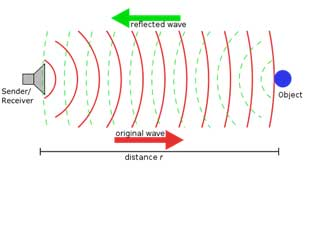 reflected wave
Sender/
Receiver
Object
original wave
distance r